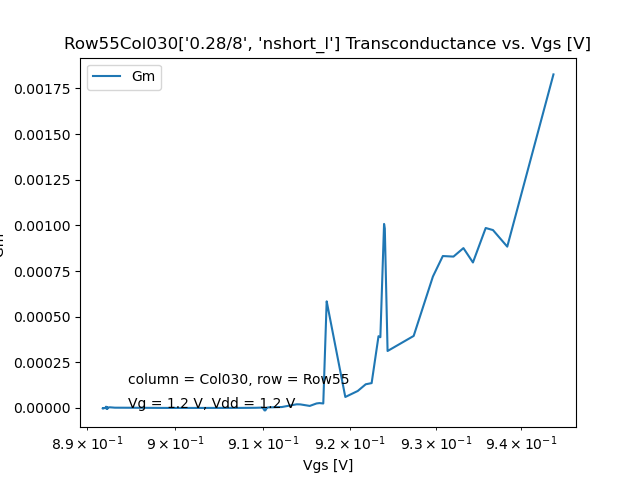 Row55Col030['0.28/8', 'nshort_l'] Transconductance vs. Vgs [V]
Gm
0.00175
0.00150
0.00125
0.00100
0.00075
0.00050
0.00025
0.00000
Gm
column = Col030, row = Row55
Vg = 1.2 V, Vdd = 1.2 V
8.9 × 10⁻¹ 9 × 10⁻¹ 9.1 × 10⁻¹ 9.2 × 10⁻¹ 9.3 × 10⁻¹ 9.4 × 10⁻¹
Vgs [V]